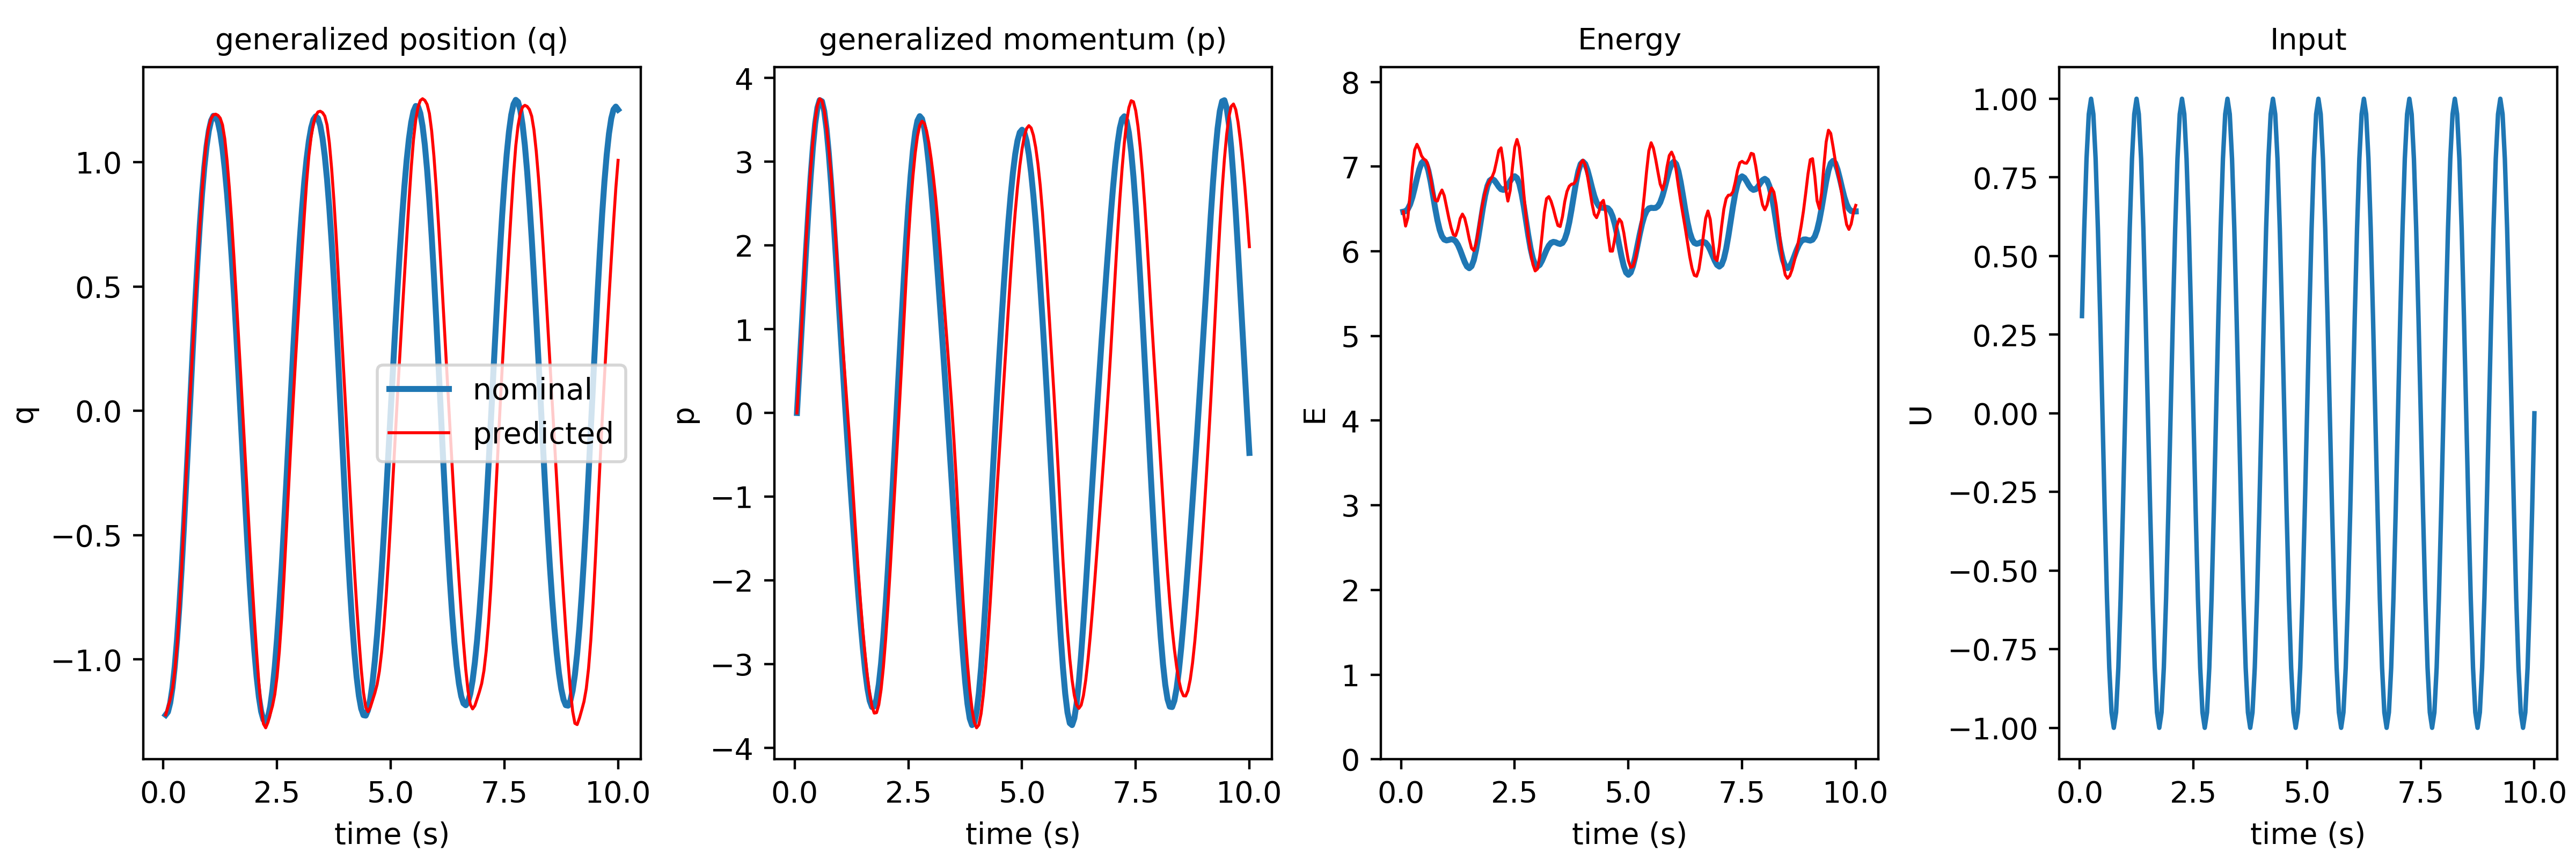 generalized position (q)
q
1.0
0.5
0.0
−0.5
−1.0
nominal
predicted
0.0 2.5 5.0 7.5 10.0
time (s)
generalized momentum (p)
p
4
3
2
1
0
−1
−2
−3
−4
0.0 2.5 5.0 7.5 10.0
time (s)
Energy
E
8
7
6
5
4
3
2
1
0
0.0 2.5 5.0 7.5 10.0
time (s)
Input
U
1.00
0.75
0.50
0.25
0.00
−0.25
−0.50
−0.75
−1.00
0.0 2.5 5.0 7.5 10.0
time (s)